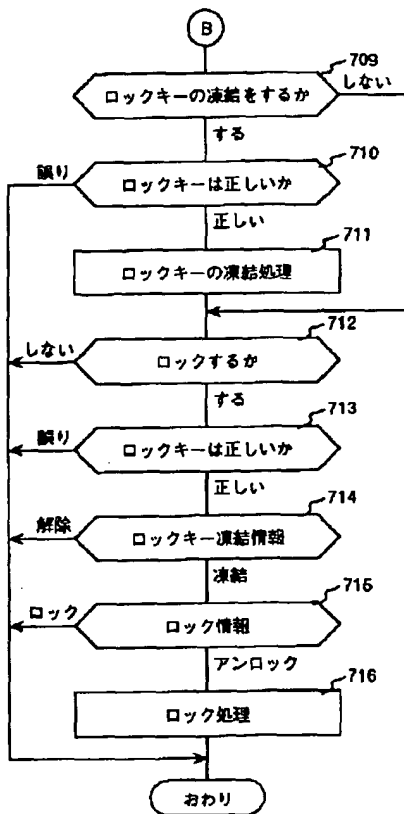 B
709
ロックキーの凍結をするか
しない
する
710
誤り
ロックキーは正しいか
正しい
711
ロックキーの凍結処理
712
しない
ロックするか
する
713
誤り
ロックキーは正しいか
正しい
714
解除
ロックキー凍結情報
凍結
715
ロック
ロック情報
アンロック
716
ロック処理
おわり